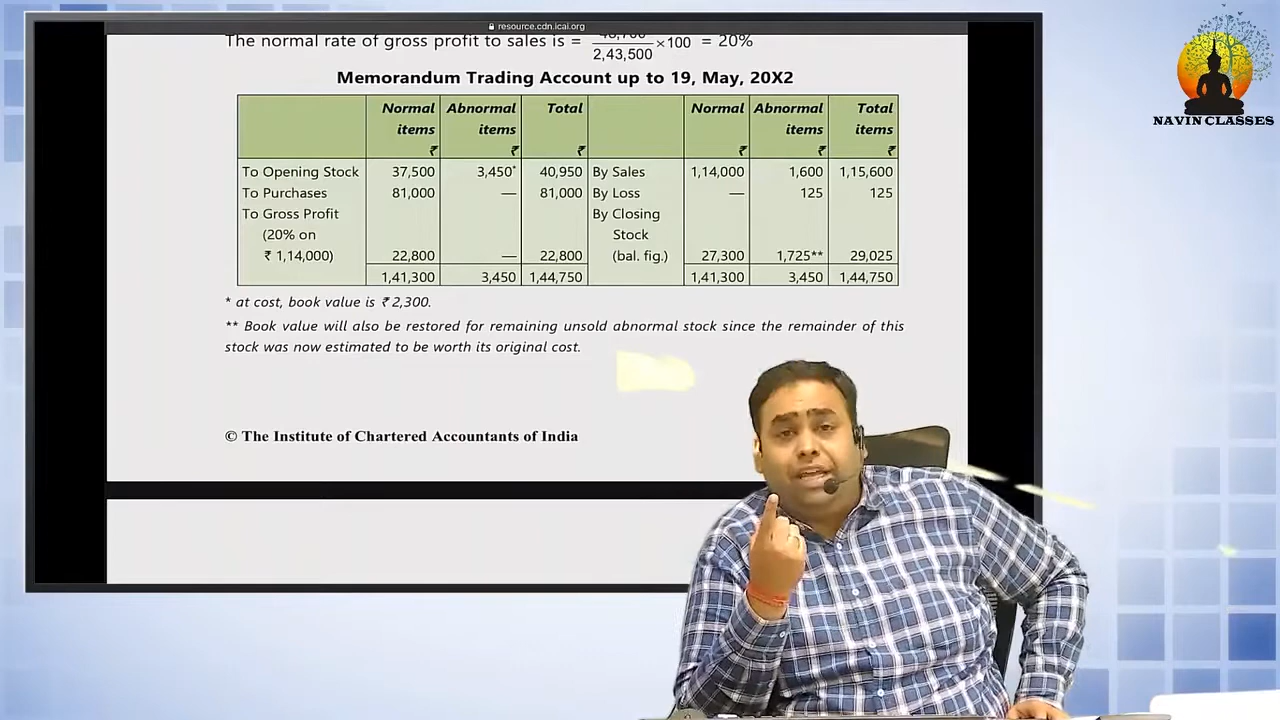 resource.cdn.icai.org
The normal rate of gross profit to sales is = 2,43,500 ×100 = 20%
Memorandum Trading Account up to 19, May, 20X2
Normal items ₹ Abnormal items ₹ Total ₹ Normal ₹ Abnormal items ₹ Total items ₹
To Opening Stock 37,500 3,450* 40,950 By Sales 1,14,000 1,600 1,15,600
To Purchases 81,000 — 81,000 By Loss — 125 125
To Gross Profit By Closing
(20% on Stock
₹ 1,14,000) 22,800 — 22,800 (bal. fig.) 27,300 1,725** 29,025
1,41,300 3,450 1,44,750 1,41,300 3,450 1,44,750
* at cost, book value is ₹ 2,300.
** Book value will also be restored for remaining unsold abnormal stock since the remainder of this
stock was now estimated to be worth its original cost.
© The Institute of Chartered Accountants of India
NAVIN CLASSES